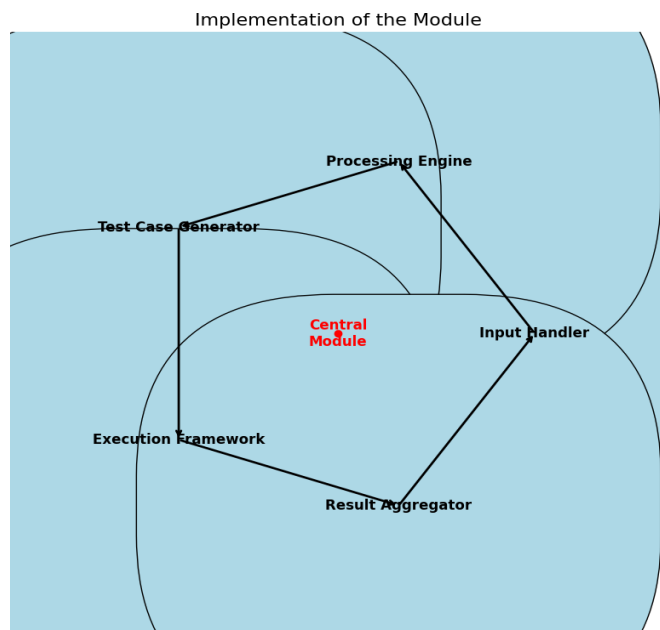 Implementation of the Module
Processing Engine
Test Case Generator
Central
Module
Input Handler
Execution Framework
Result Aggregator